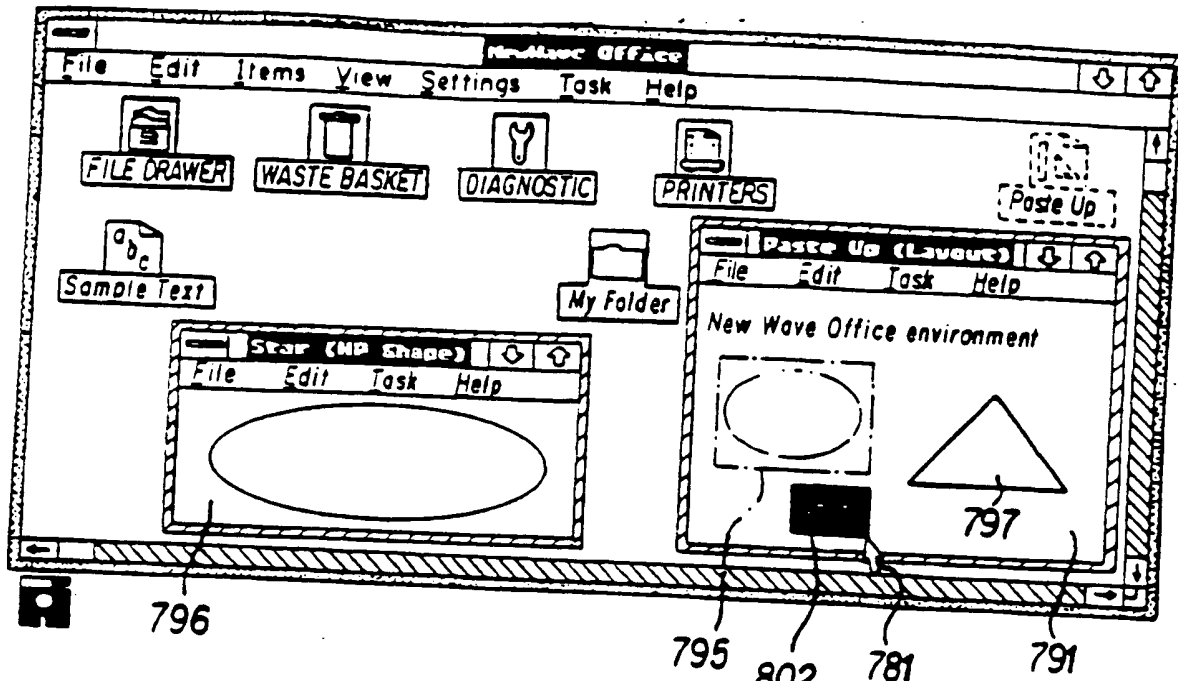 NewWave Office
File Edit Items View Settings Task Help
FILE DRAWER WASTE BASKET DIAGNOSTIC PRINTERS Paste Up
abc
Sample Text My Folder
Paste Up (Layout)
File Edit Task Help
New Wave Office environment
Star (HP Shape)
File Edit Task Help
797
796 795 802 781 791